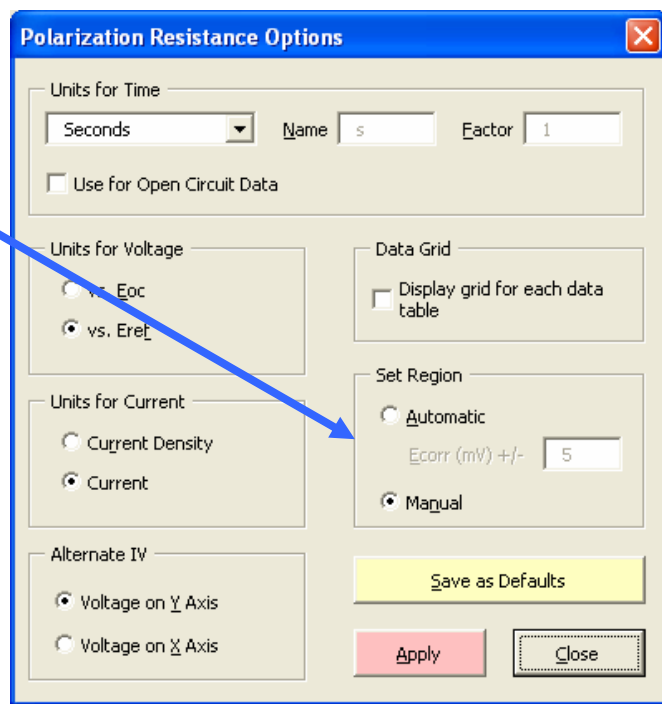 Polarization Resistance Options
Units for Time
Seconds Name s Factor 1
Use for Open Circuit Data
Units for Voltage
vs. Eoc
vs. Eref
Data Grid
Display grid for each data
table
Units for Current
Current Density
Current
Set Region
Automatic
Ecorr (mV) +/- 5
Manual
Alternate IV
Voltage on Y Axis
Voltage on X Axis
Save as Defaults
Apply Close